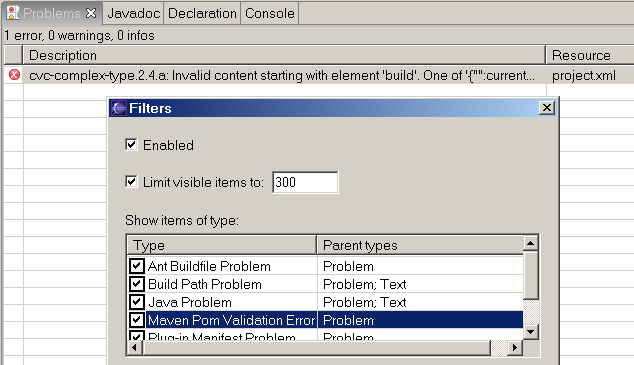 Problems Javadoc Declaration Console
1 error, 0 warnings, 0 infos
Description Resource
cvc-complex-type.2.4.a: Invalid content starting with element 'build'. One of '{"":current... project.xml
Filters
Enabled
Limit visible items to: 300
Show items of type:
Type Parent types
Ant Buildfile Problem Problem
Build Path Problem Problem; Text
Java Problem Problem; Text
Maven Pom Validation Error Problem
Plug-in Manifest Problem Problem